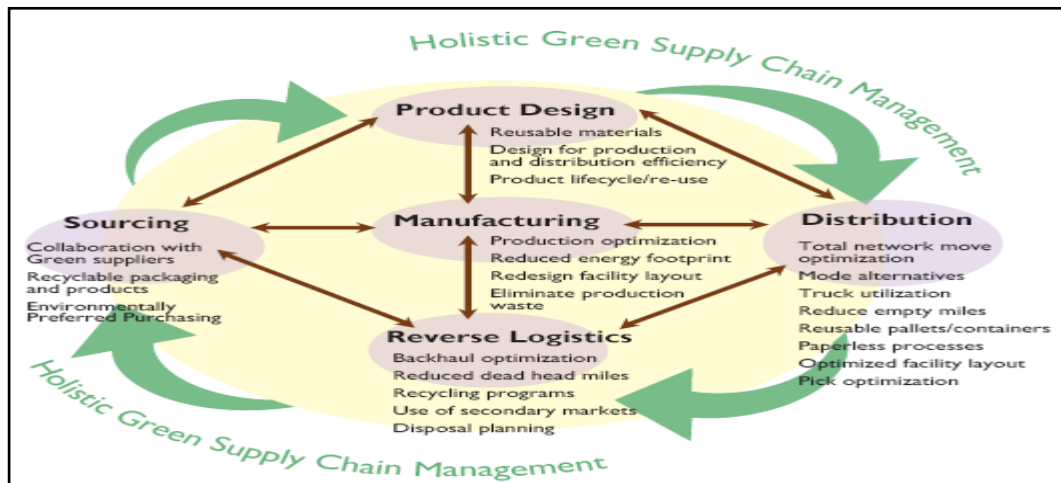 Holistic Green Supply Chain Management
Product Design
Reusable materials
Design for production
and distribution efficiency
Product lifecycle/re-use
Sourcing
Collaboration with
Green suppliers
Recyclable packaging
and products
Environmentally
Preferred Purchasing
Manufacturing
Production optimization
Reduced energy footprint
Redesign facility layout
Eliminate production
waste
Distribution
Total network move
optimization
Mode alternatives
Truck utilization
Reduce empty miles
Reusable pallets/containers
Paperless processes
Optimized facility layout
Pick optimization
Reverse Logistics
Backhaul optimization
Reduced dead head miles
Recycling programs
Use of secondary markets
Disposal planning
Holistic Green Supply Chain Management